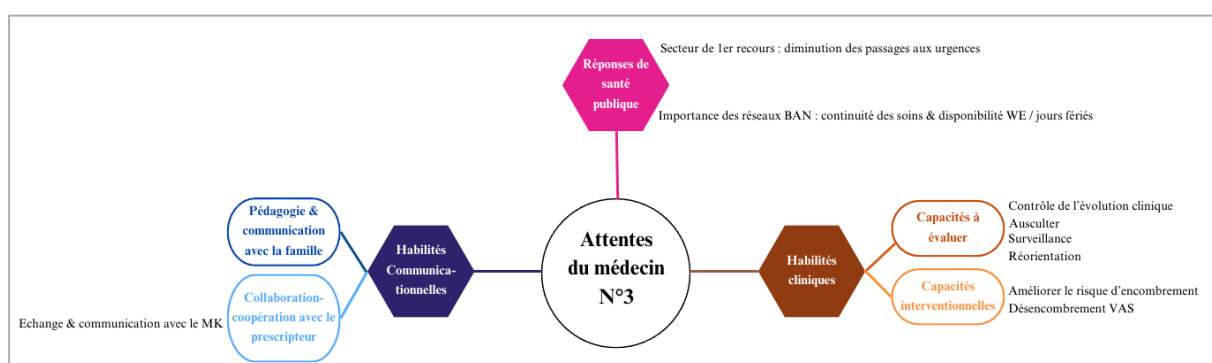 Réponses de
santé
publique
Secteur de 1er recours : diminution des passages aux urgences
Importance des réseaux BAN : continuité des soins & disponibilité WE / jours fériés
Pédagogie &
communication
avec la famille
Collaboration-
coopération avec le
prescripteur
Echange & communication avec le MK
Habilités
Communica-
tionnelles
Attentes
du médecin
N°3
Habilités
cliniques
Capacités à
évaluer
Contrôle de l’évolution clinique
Ausculter
Surveillance
Réorientation
Capacités
interventionnelles
Améliorer le risque d’encombrement
Désencombrement VAS